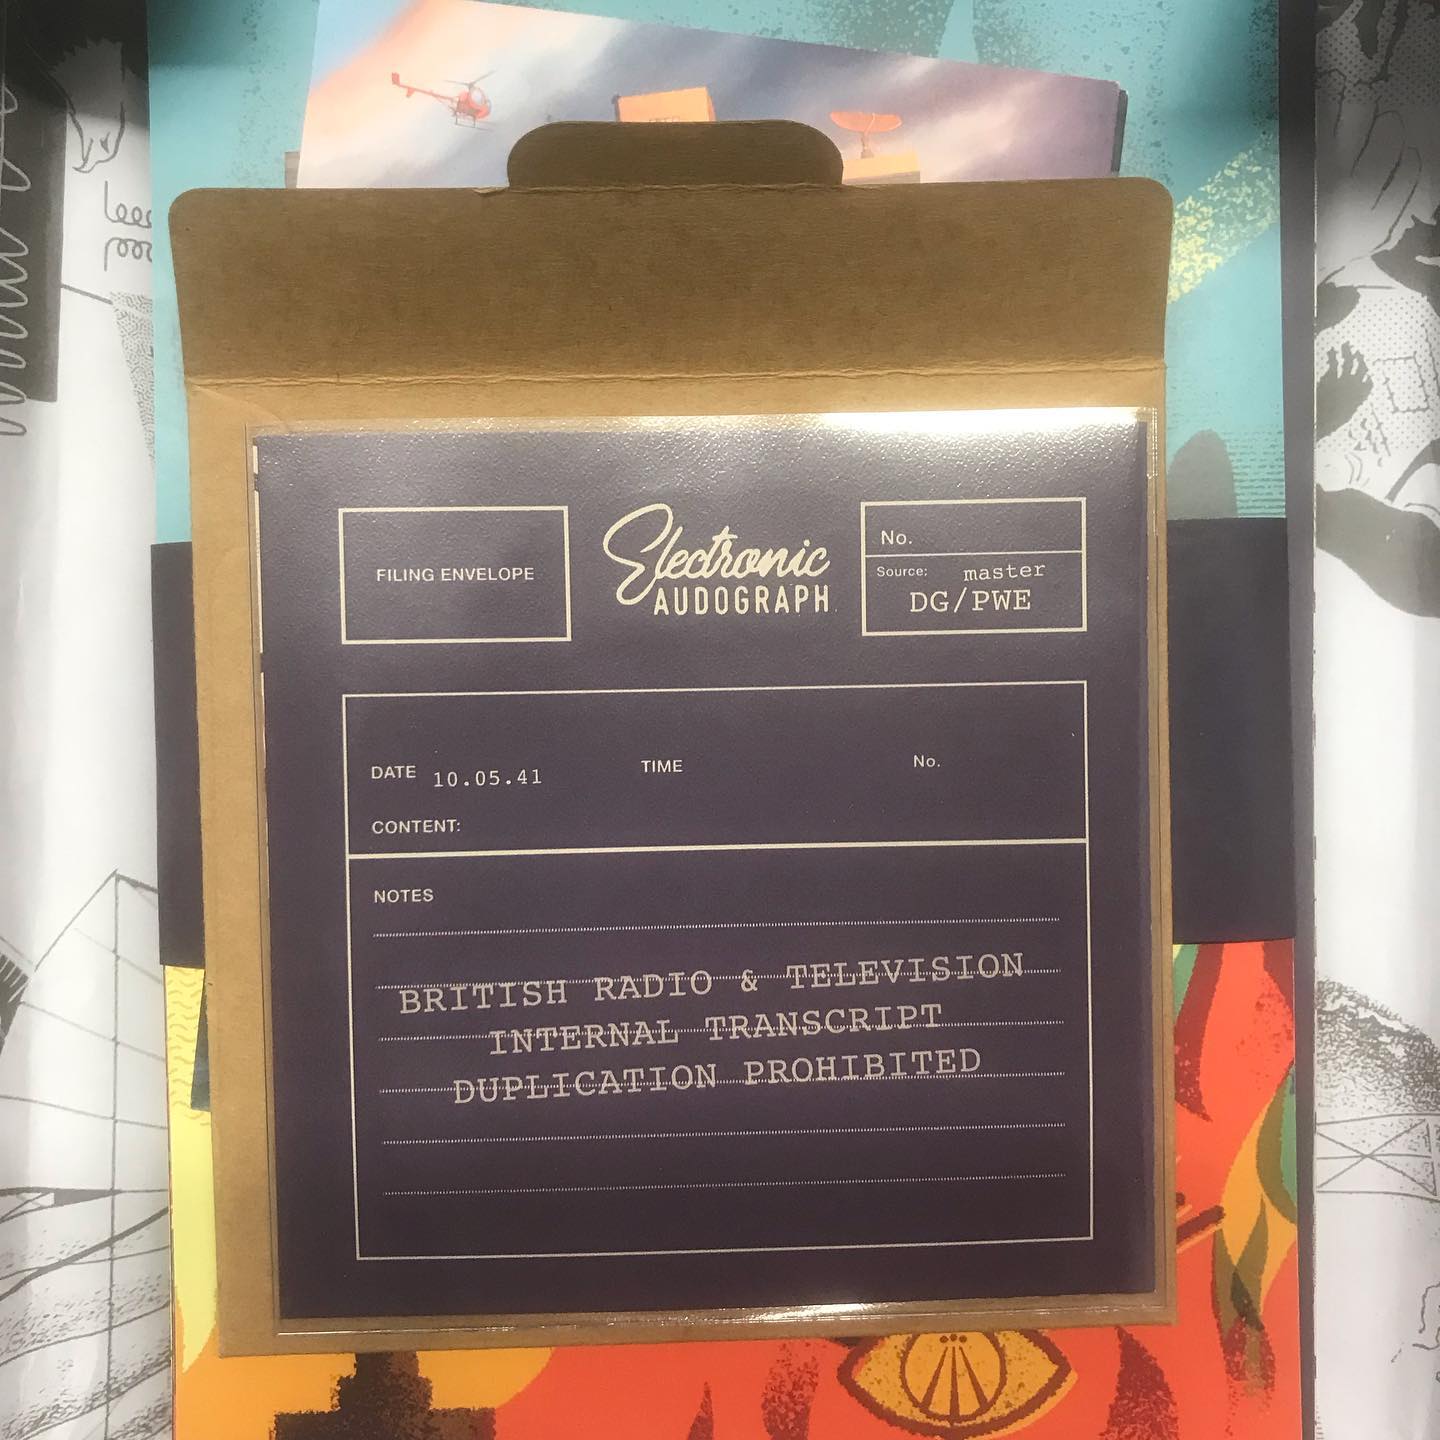 FILING ENVELOPE
Electronic
AUDOGRAPH
No.
Source: master
DG/PWE
DATE 10.05.41 TIME No.
CONTENT:
NOTES
BRITISH RADIO & TELEVISION
INTERNAL TRANSCRIPT
DUPLICATION PROHIBITED